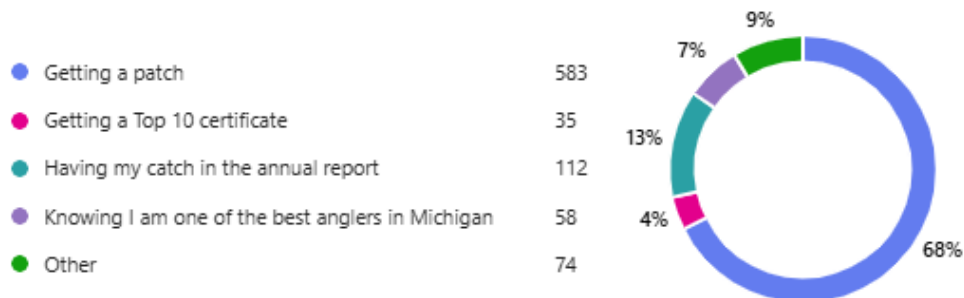 9%
7%
Getting a patch 583
Getting a Top 10 certificate 35
13%
Having my catch in the annual report 112
Knowing I am one of the best anglers in Michigan 58
4%
68%
Other 74